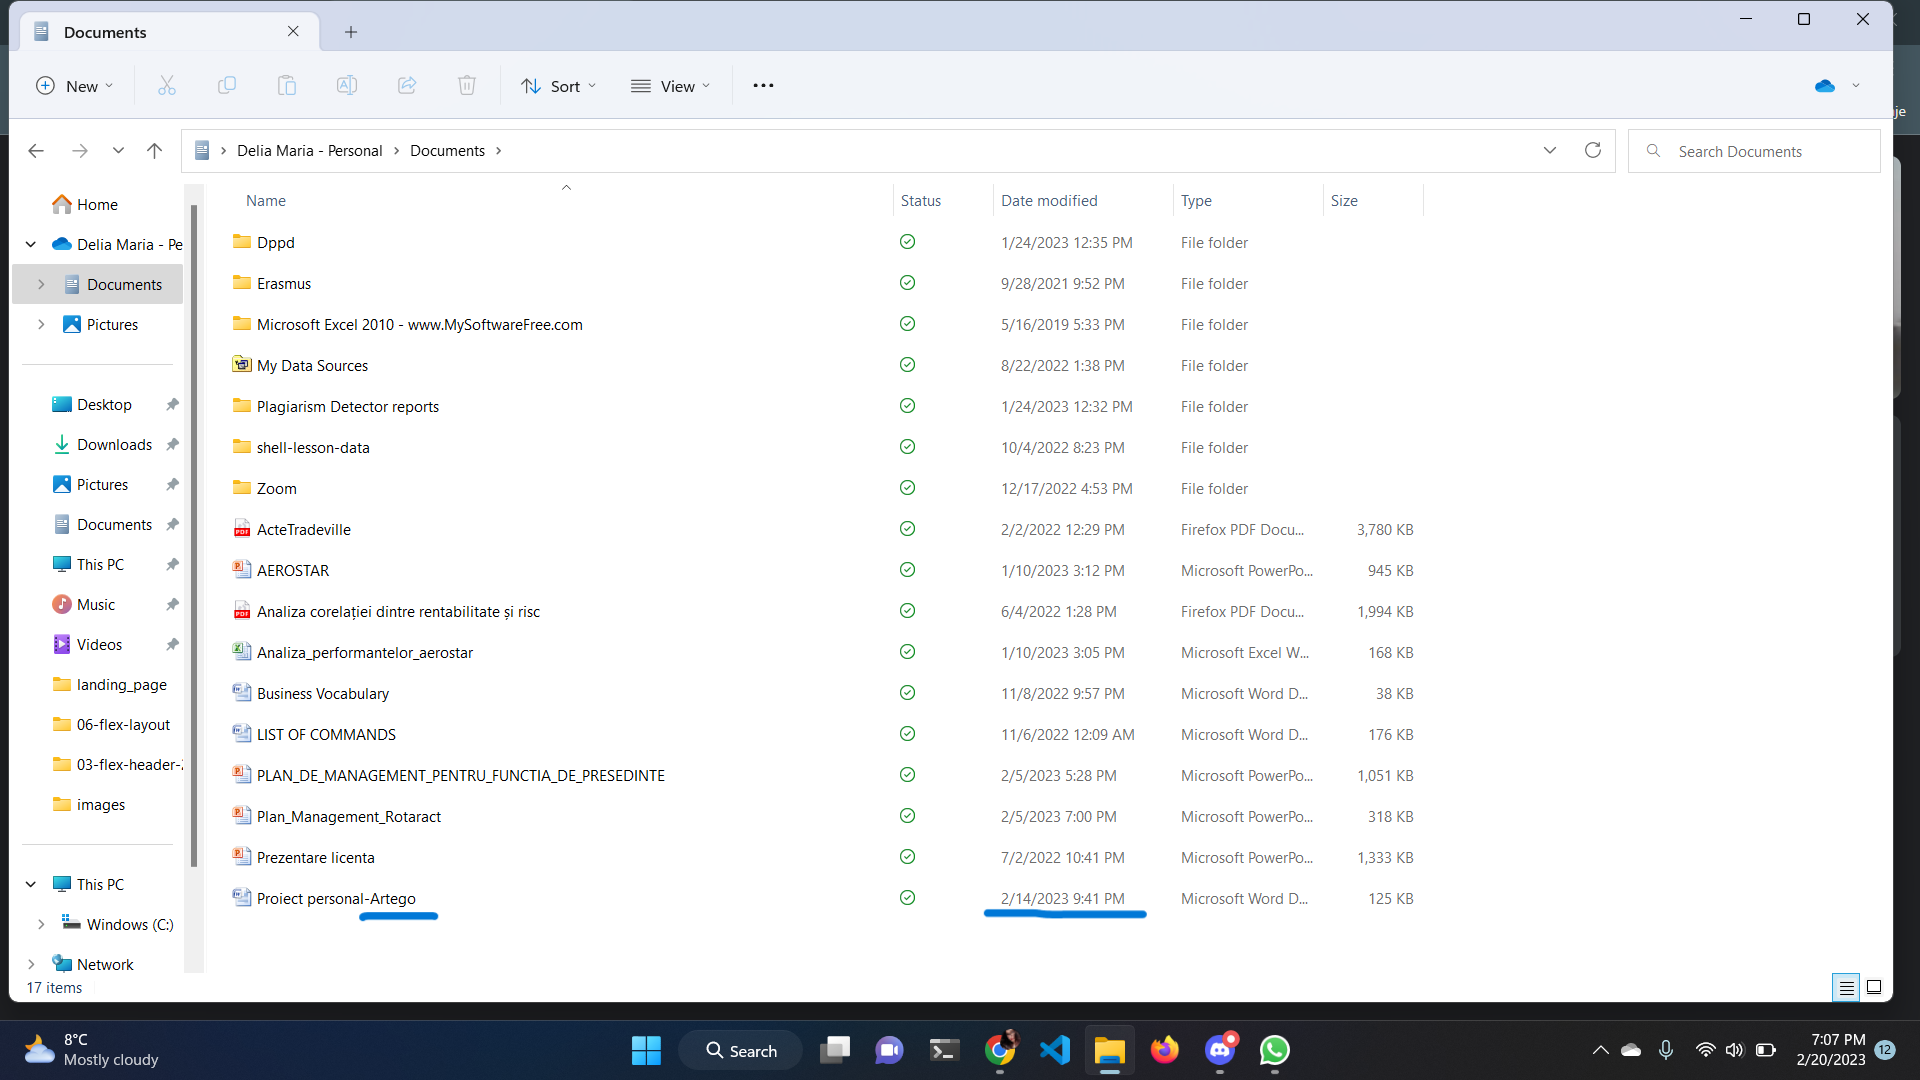 Documents
New
Sort
View
je
Delia Maria - Personal
Documents
Search Documents
Home
Delia Maria - Pe
Documents
Pictures
Desktop
Downloads
Pictures
Documents
This PC
Music
Videos
landing_page
06-flex-layout
03-flex-header-2
images
This PC
Windows (C:)
Network
Name Status Date modified Type Size
Dppd 1/24/2023 12:35 PM File folder
Erasmus 9/28/2021 9:52 PM File folder
Microsoft Excel 2010 - www.MySoftwareFree.com 5/16/2019 5:33 PM File folder
My Data Sources 8/22/2022 1:38 PM File folder
Plagiarism Detector reports 1/24/2023 12:32 PM File folder
shell-lesson-data 10/4/2022 8:23 PM File folder
Zoom 12/17/2022 4:53 PM File folder
ActeTradeville 2/2/2022 12:29 PM Firefox PDF Docu... 3,780 KB
AEROSTAR 1/10/2023 3:12 PM Microsoft PowerPo... 945 KB
Analiza corelației dintre rentabilitate și risc 6/4/2022 1:28 PM Firefox PDF Docu... 1,994 KB
Analiza_performantelor_aerostar 1/10/2023 3:05 PM Microsoft Excel W... 168 KB
Business Vocabulary 11/8/2022 9:57 PM Microsoft Word D... 38 KB
LIST OF COMMANDS 11/6/2022 12:09 AM Microsoft Word D... 176 KB
PLAN_DE_MANAGEMENT_PENTRU_FUNCTIA_DE_PRESEDINTE 2/5/2023 5:28 PM Microsoft PowerPo... 1,051 KB
Plan_Management_Rotaract 2/5/2023 7:00 PM Microsoft PowerPo... 318 KB
Prezentare licenta 7/2/2022 10:41 PM Microsoft PowerPo... 1,333 KB
Proiect personal-Artego 2/14/2023 9:41 PM Microsoft Word D... 125 KB
17 items
8°C
Mostly cloudy
Search
7:07 PM
2/20/2023
12